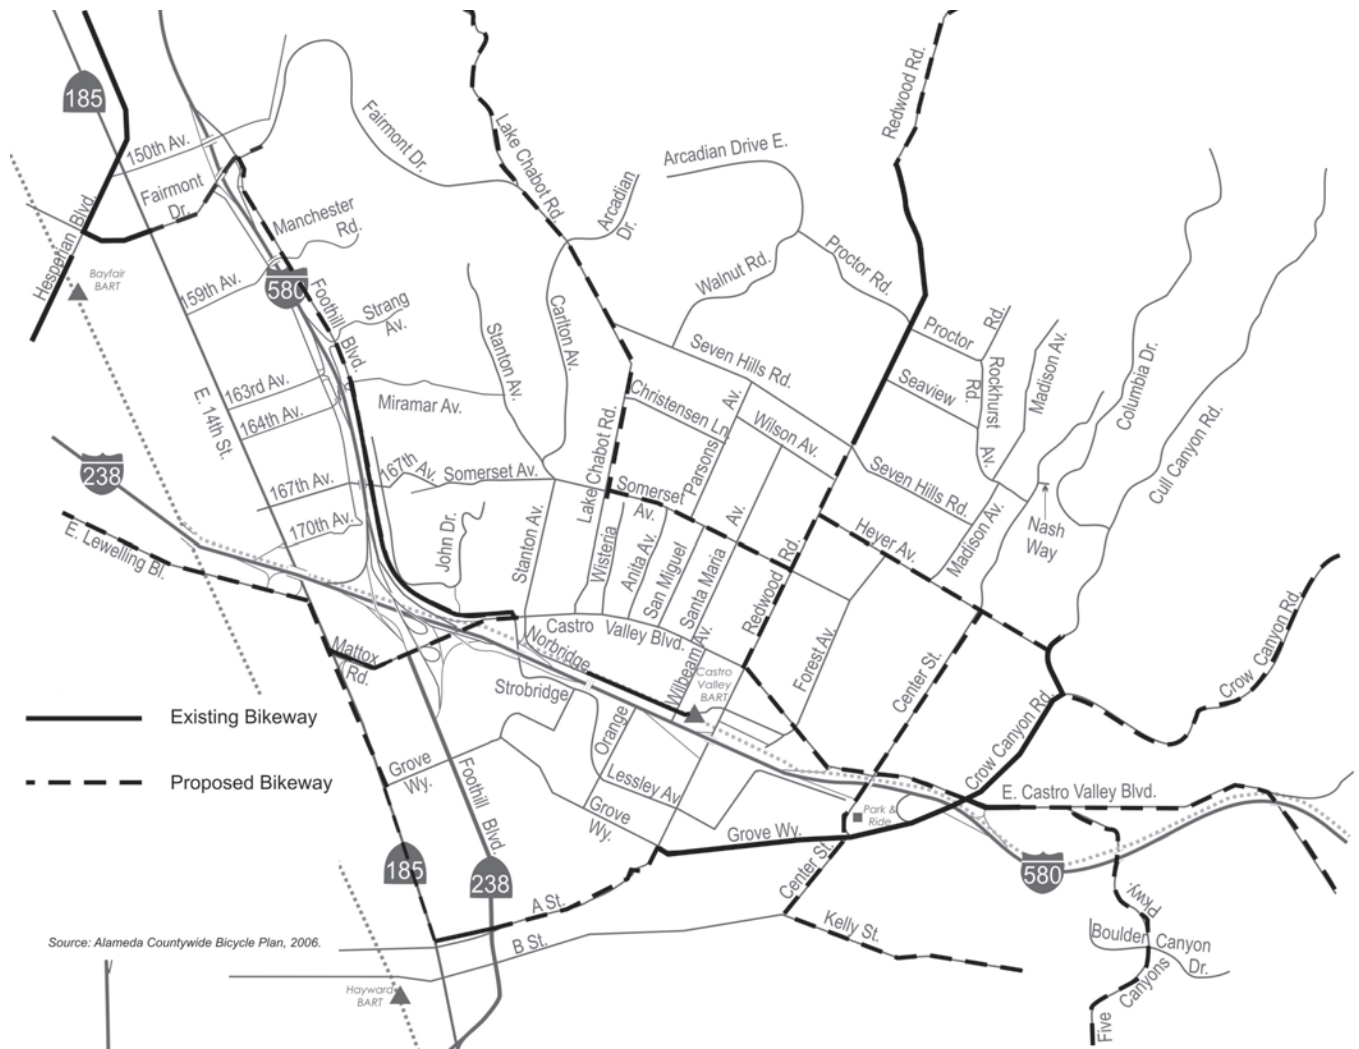 185
150th Av.
Fairmont
Dr.
Hesperian Blvd.
Bayfair
BART
159th Av.
Manchester
Rd.
580
Foothill Blvd.
Strang
Av.
Fairmont Dr.
Lake Chabot Rd.
Arcadian
Dr.
Arcadian Drive E.
Redwood Rd.
Walnut Rd.
Proctor Rd.
Proctor
Rd.
Stanton Av.
Carlton Av.
Seven Hills Rd.
Seaview
Rd.
Rockhurst
Av.
Madison Av.
Columbia Dr.
Cull Canyon Rd.
E. 14th St.
163rd Av.
164th Av.
Miramar Av.
Christensen Ln.
Parsons
Av.
Wilson Av.
Seven Hills Rd.
238
167th Av.
167th
Av.
Somerset Av.
Lake Chabot Rd.
Somerset
Av.
170th Av.
John Dr.
Stanton Av.
Wisteria
Anita Av.
San Miguel
Santa Maria
Av.
Redwood Rd.
Heyer Av.
Madison Av.
Nash
Way
E. Lewelling Bl.
Mattox
Rd.
Castro
Valley Blvd.
Norbridge
Wilbeam Av.
Castro
Valley
BART
Forest Av.
Center St.
Crow Canyon Rd.
Crow Canyon Rd.
Strobridge
Orange
Existing Bikeway
Proposed Bikeway
Grove
Wy.
Foothill Blvd.
Lessley Av
Grove
Wy.
Grove Wy.
Park &
Ride
E. Castro Valley Blvd.
185
238
580
Center St.
A St.
B St.
Kelly St.
Pkwy.
Boulder Canyon
Dr.
Canyons
Five
Source: Alameda Countywide Bicycle Plan, 2006.
Hayward
BART